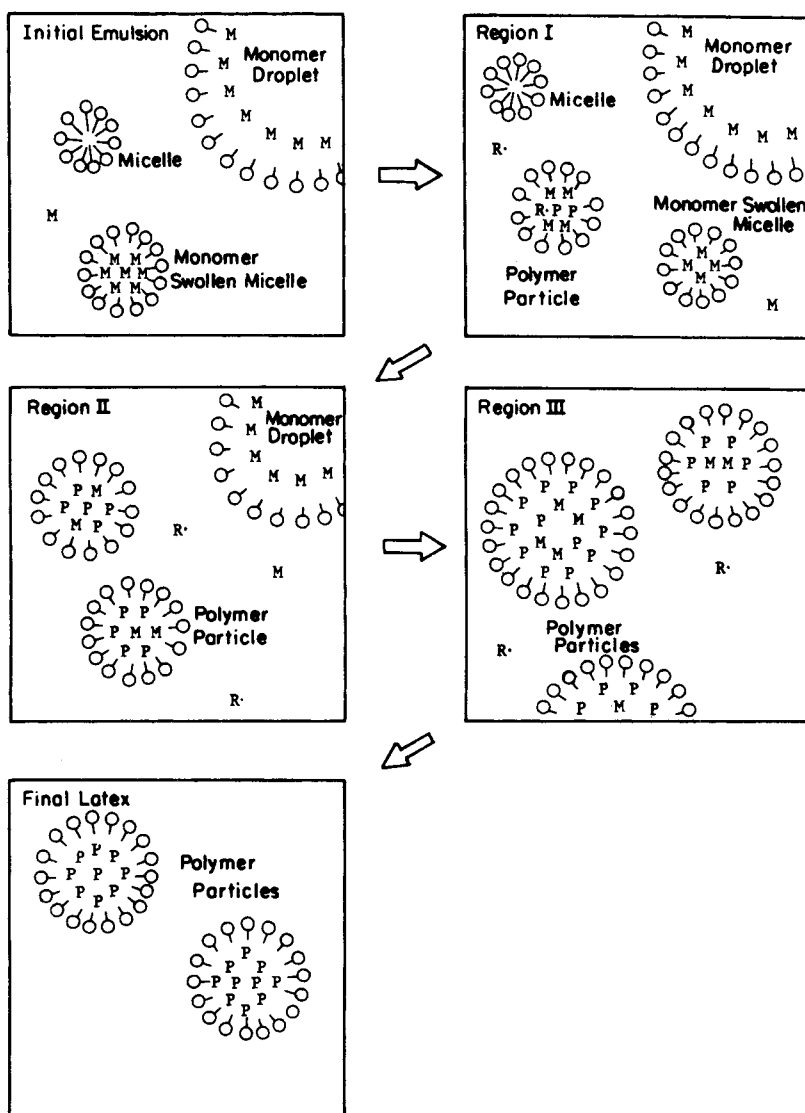 Initial Emulsion
M
Monomer
M Droplet
M
M
M
M M M
Micelle
M
M M Monomer
M M M Swollen Micelle
M M
Region I
M
Monomer
M Droplet
M
M
M
M M M
Micelle
R·
M M
R· P P
M M
Polymer
Particle
Monomer Swollen
Micelle
M
M M
M
M
Region II
M Monomer
M Droplet
M
M M M
P M
P P P
M P
R·
M
P P Polymer
P M M Particle
P P
R·
Region III
P P
P M M P
P P
P P
P M P
P P M
M P
P M P
P P
R·
R·
Polymer
Particles
P P
P M P
Final Latex
P
P P
P P P
P P
P
Polymer
Particles
P
P P
P P P P
P P
P